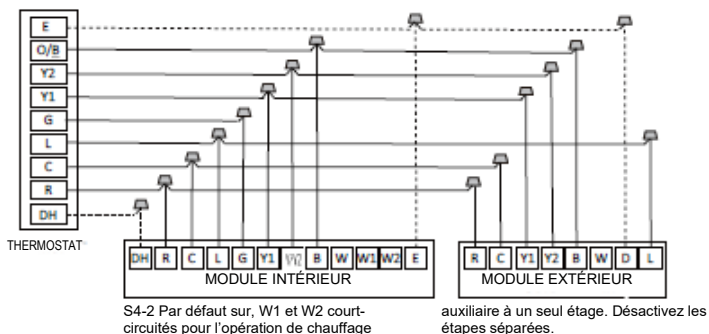 E
O/B
Y2
Y1
G
L
C
R
DH
THERMOSTAT
DH R C L G Y1 Y2 B W W1 W2 E
MODULE INTÉRIEUR
R C Y1 Y2 B W D L
MODULE EXTÉRIEUR
S4-2 Par défaut sur, W1 et W2 court-
circuités pour l'opération de chauffage
auxiliaire à un seul étage. Désactivez les
étapes séparées.